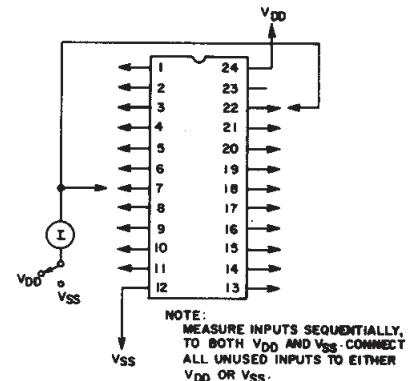 VDD
1 24
2 23
3 22
4 21
5 20
6 19
7 18
8 17
9 16
10 15
11 14
12 13
I
VDD
VSS
VSS
NOTE:
MEASURE INPUTS SEQUENTIALLY,
TO BOTH VDD AND VSS. CONNECT
ALL UNUSED INPUTS TO EITHER
VDD OR VSS.